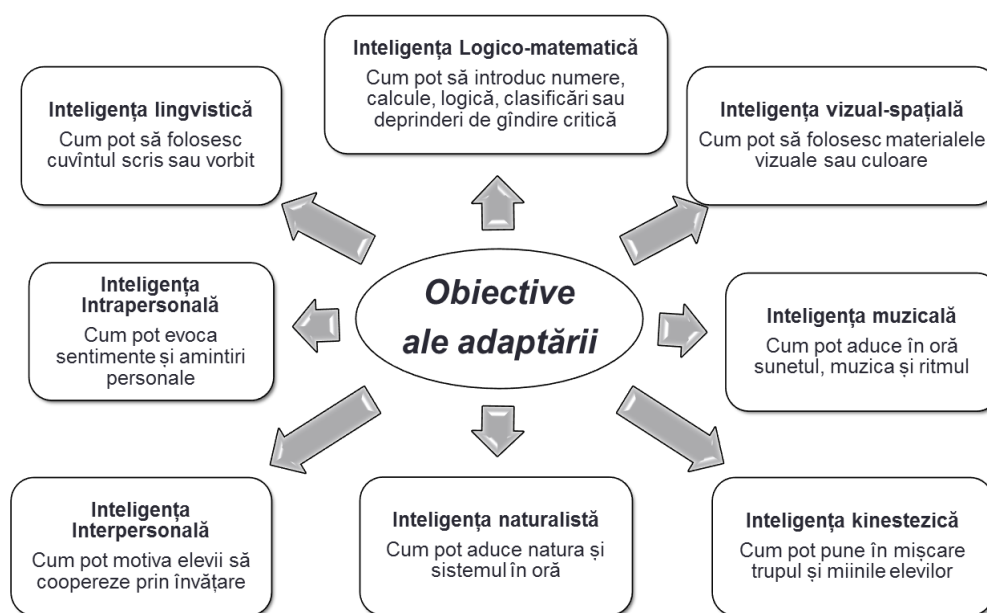 Inteligența Logico-matematică
Cum pot să introduc numere,
calcule, logică, clasificări sau
deprinderi de gîndire critică
Inteligența lingvistică
Cum pot să folosesc
cuvîntul scris sau vorbit
Inteligența vizual-spațială
Cum pot să folosesc materialele
vizuale sau culoare
Obiective
ale adaptării
Inteligența
Intrapersonală
Cum pot evoca
sentimente și amintiri
personale
Inteligența muzicală
Cum pot aduce în oră
sunetul, muzica și ritmul
Inteligența
Interpersonală
Cum pot motiva elevii să
coopereze prin învățare
Inteligența naturalistă
Cum pot aduce natura și
sistemul în oră
Inteligența kinestezică
Cum pot pune în mișcare
trupul și miinile elevilor